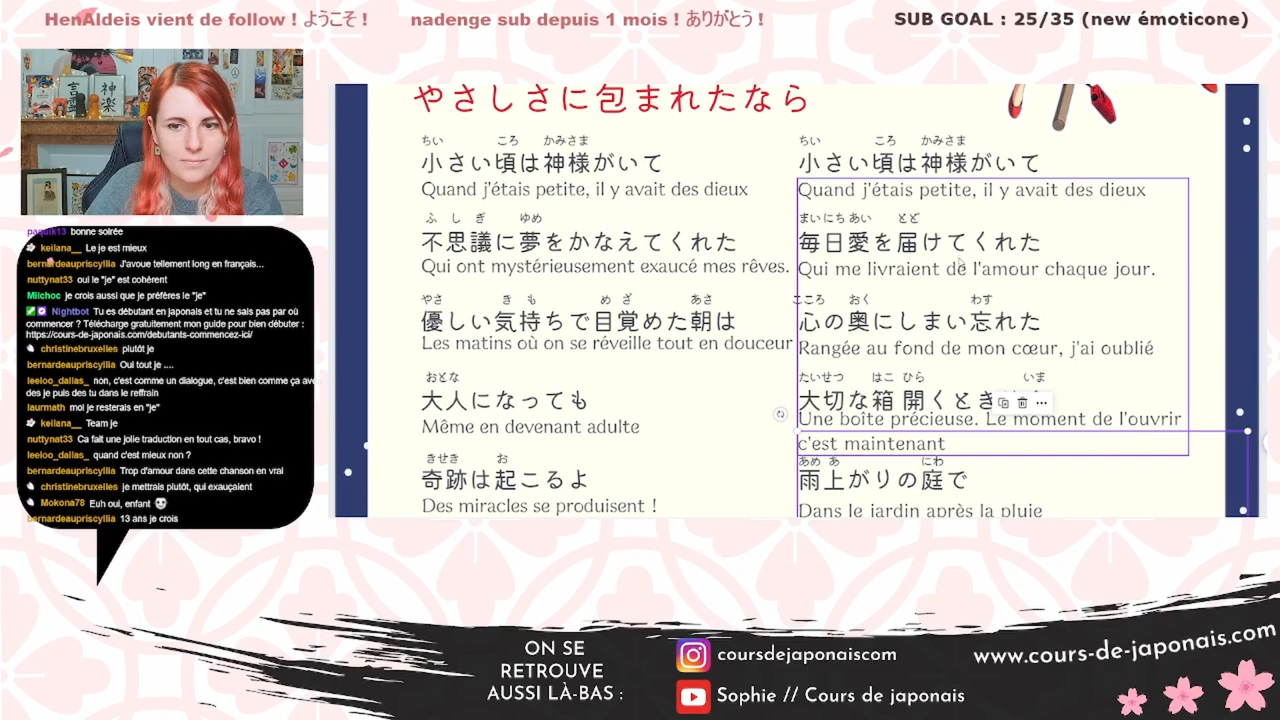 HenAldeis vient de follow ! ようこそ !
nadenge sub depuis 1 mois ! ありがとう !
SUB GOAL : 25/35 (new émoticone)
言語
神楽
paquik13 bonne soirée
keilana__ Le je est mieux
bernardeaupriscyllia J'avoue tellement long en français...
nuttynat33 oui le "je" est cohérent
Milchoc je crois aussi que je préfères le "je"
Nightbot Tu es débutant en japonais et tu ne sais pas par où
commencer ? Télécharge gratuitement mon guide pour bien débuter :
https://cours-de-japonais.com/debutants-commencez-ici/
christinebruxelles plutôt je
bernardeaupriscyllia Oui tout je ....
leeloo_dallas_ non, c'est comme un dialogue, c'est bien comme ça ave
des je puis des tu dans le reffrain
laurmath moi je resterais en "je"
keilana__ Team je
nuttynat33 Ca fait une jolie traduction en tout cas, bravo !
leeloo_dallas_ quand c'est mieux non ?
bernardeaupriscyllia Trop d'amour dans cette chanson en vrai
christinebruxelles je mettrais plutôt, qui exauçaient
Mokona78 Euh oui, enfant
bernardeaupriscyllia 13 ans je crois
やさしさに包まれたなら
ちい ころ かみさま
小さい頃は神様がいて
Quand j'étais petite, il y avait des dieux
ふ し ぎ ゆめ
不思議に夢をかなえてくれた
Qui ont mystérieusement exaucé mes rêves.
やさ き も め ざ あさ
優しい気持ちで目覚めた朝は
Les matins où on se réveille tout en douceur
おとな
大人になっても
Même en devenant adulte
きせき お
奇跡は起こるよ
Des miracles se produisent !
ちい ころ かみさま
小さい頃は神様がいて
Quand j'étais petite, il y avait des dieux
まいにちあい とど
毎日愛を届けてくれた
Qui me livraient de l'amour chaque jour.
こころ おく わす
心の奥にしまい忘れた
Rangée au fond de mon cœur, j'ai oublié
たいせつ はこ ひら いま
大切な箱 開くとき
Une boîte précieuse. Le moment de l'ouvrir
c'est maintenant
あめ あ にわ
雨上がりの庭で
Dans le jardin après la pluie
ON SE
RETROUVE
AUSSI LÀ-BAS :
coursdejaponaiscom
Sophie // Cours de japonais
www.cours-de-japonais.com